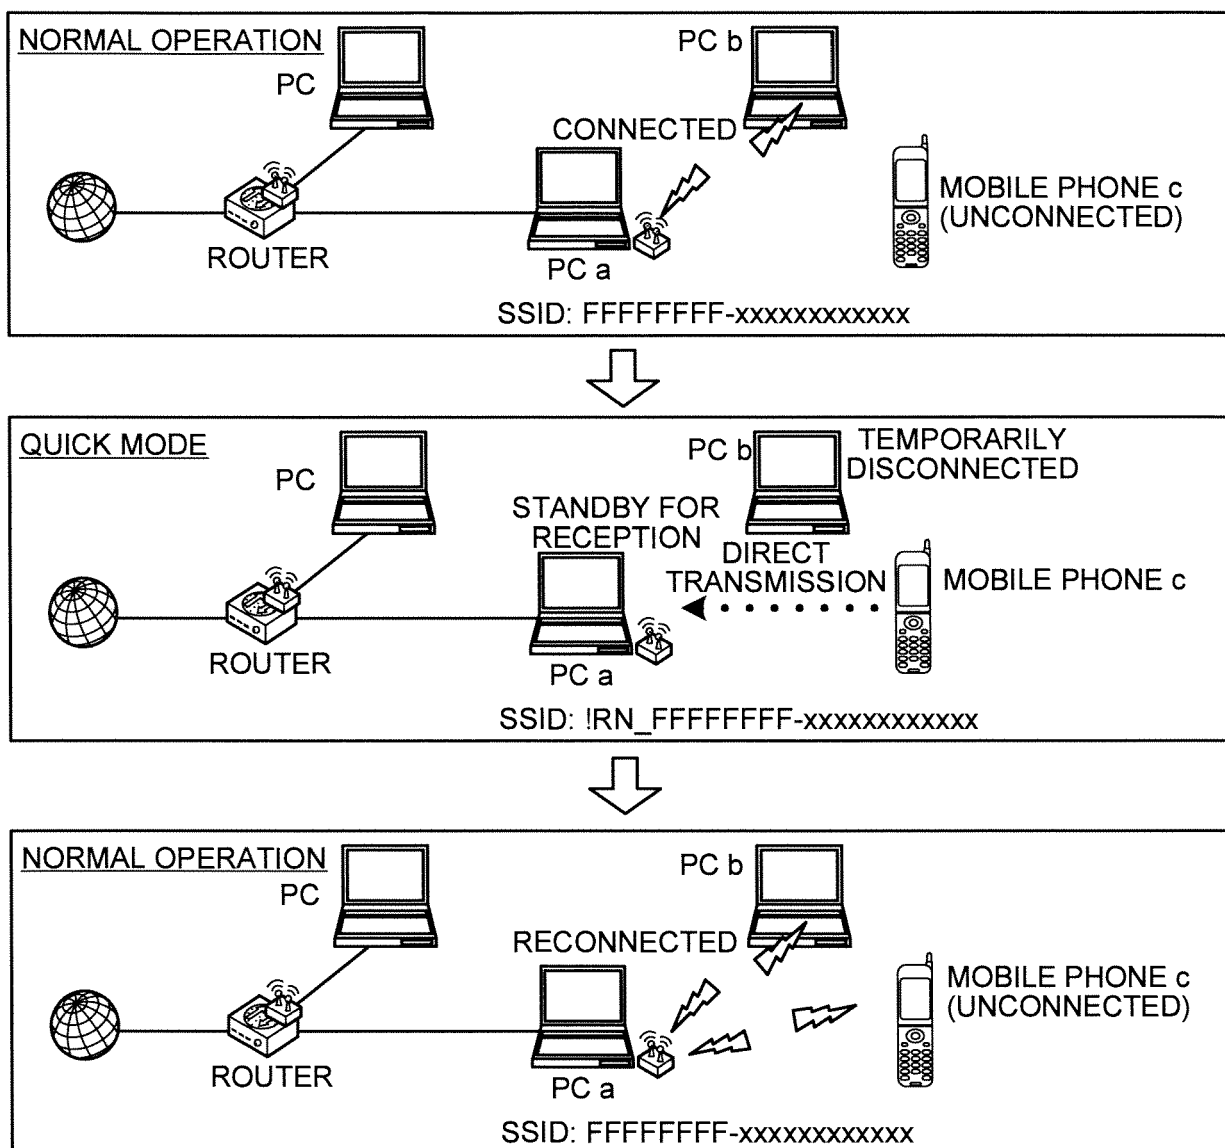 NORMAL OPERATION
PC
PC b
CONNECTED
MOBILE PHONE c
(UNCONNECTED)
ROUTER
PC a
SSID: FFFFFFFF-xxxxxxxxxxxx
QUICK MODE
PC
PC b
TEMPORARILY
DISCONNECTED
STANDBY FOR
RECEPTION
DIRECT
TRANSMISSION
MOBILE PHONE c
ROUTER
PC a
SSID: !RN_FFFFFFFF-xxxxxxxxxxxx
NORMAL OPERATION
PC
PC b
RECONNECTED
MOBILE PHONE c
(UNCONNECTED)
ROUTER
PC a
SSID: FFFFFFFF-xxxxxxxxxxxx